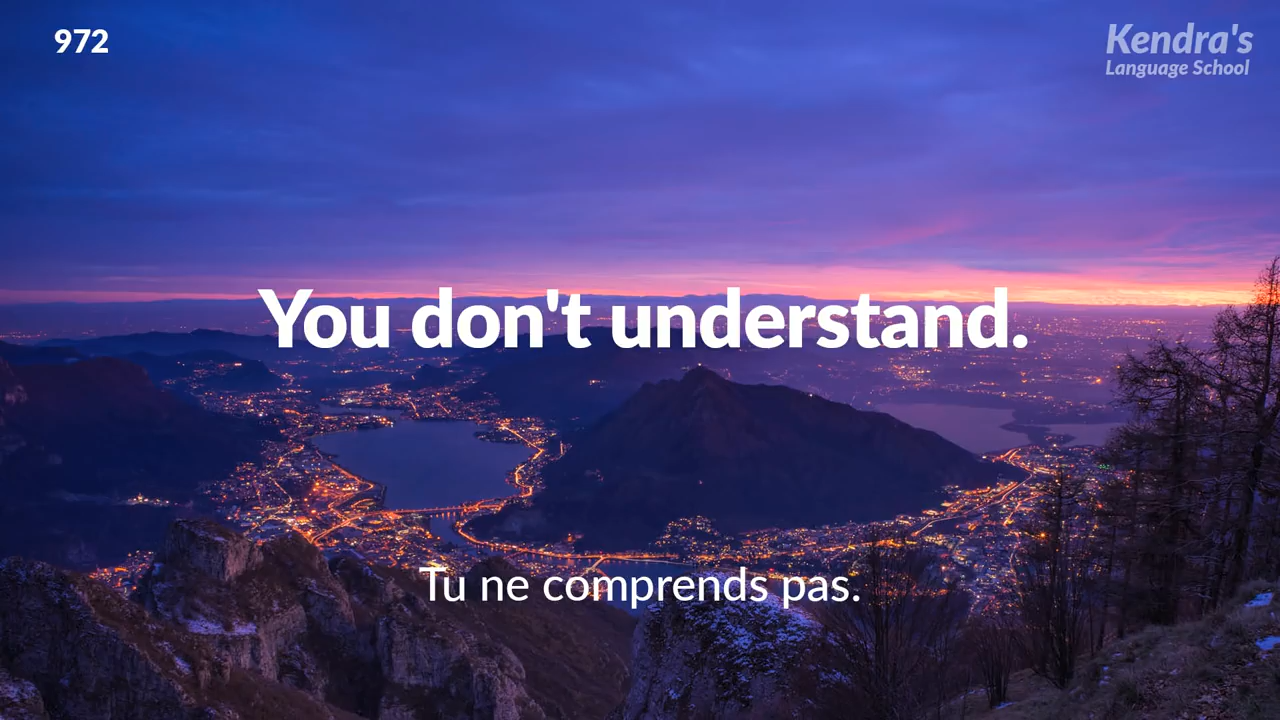 972
Kendra's
Language School
You don't understand.
Tu ne comprends pas.